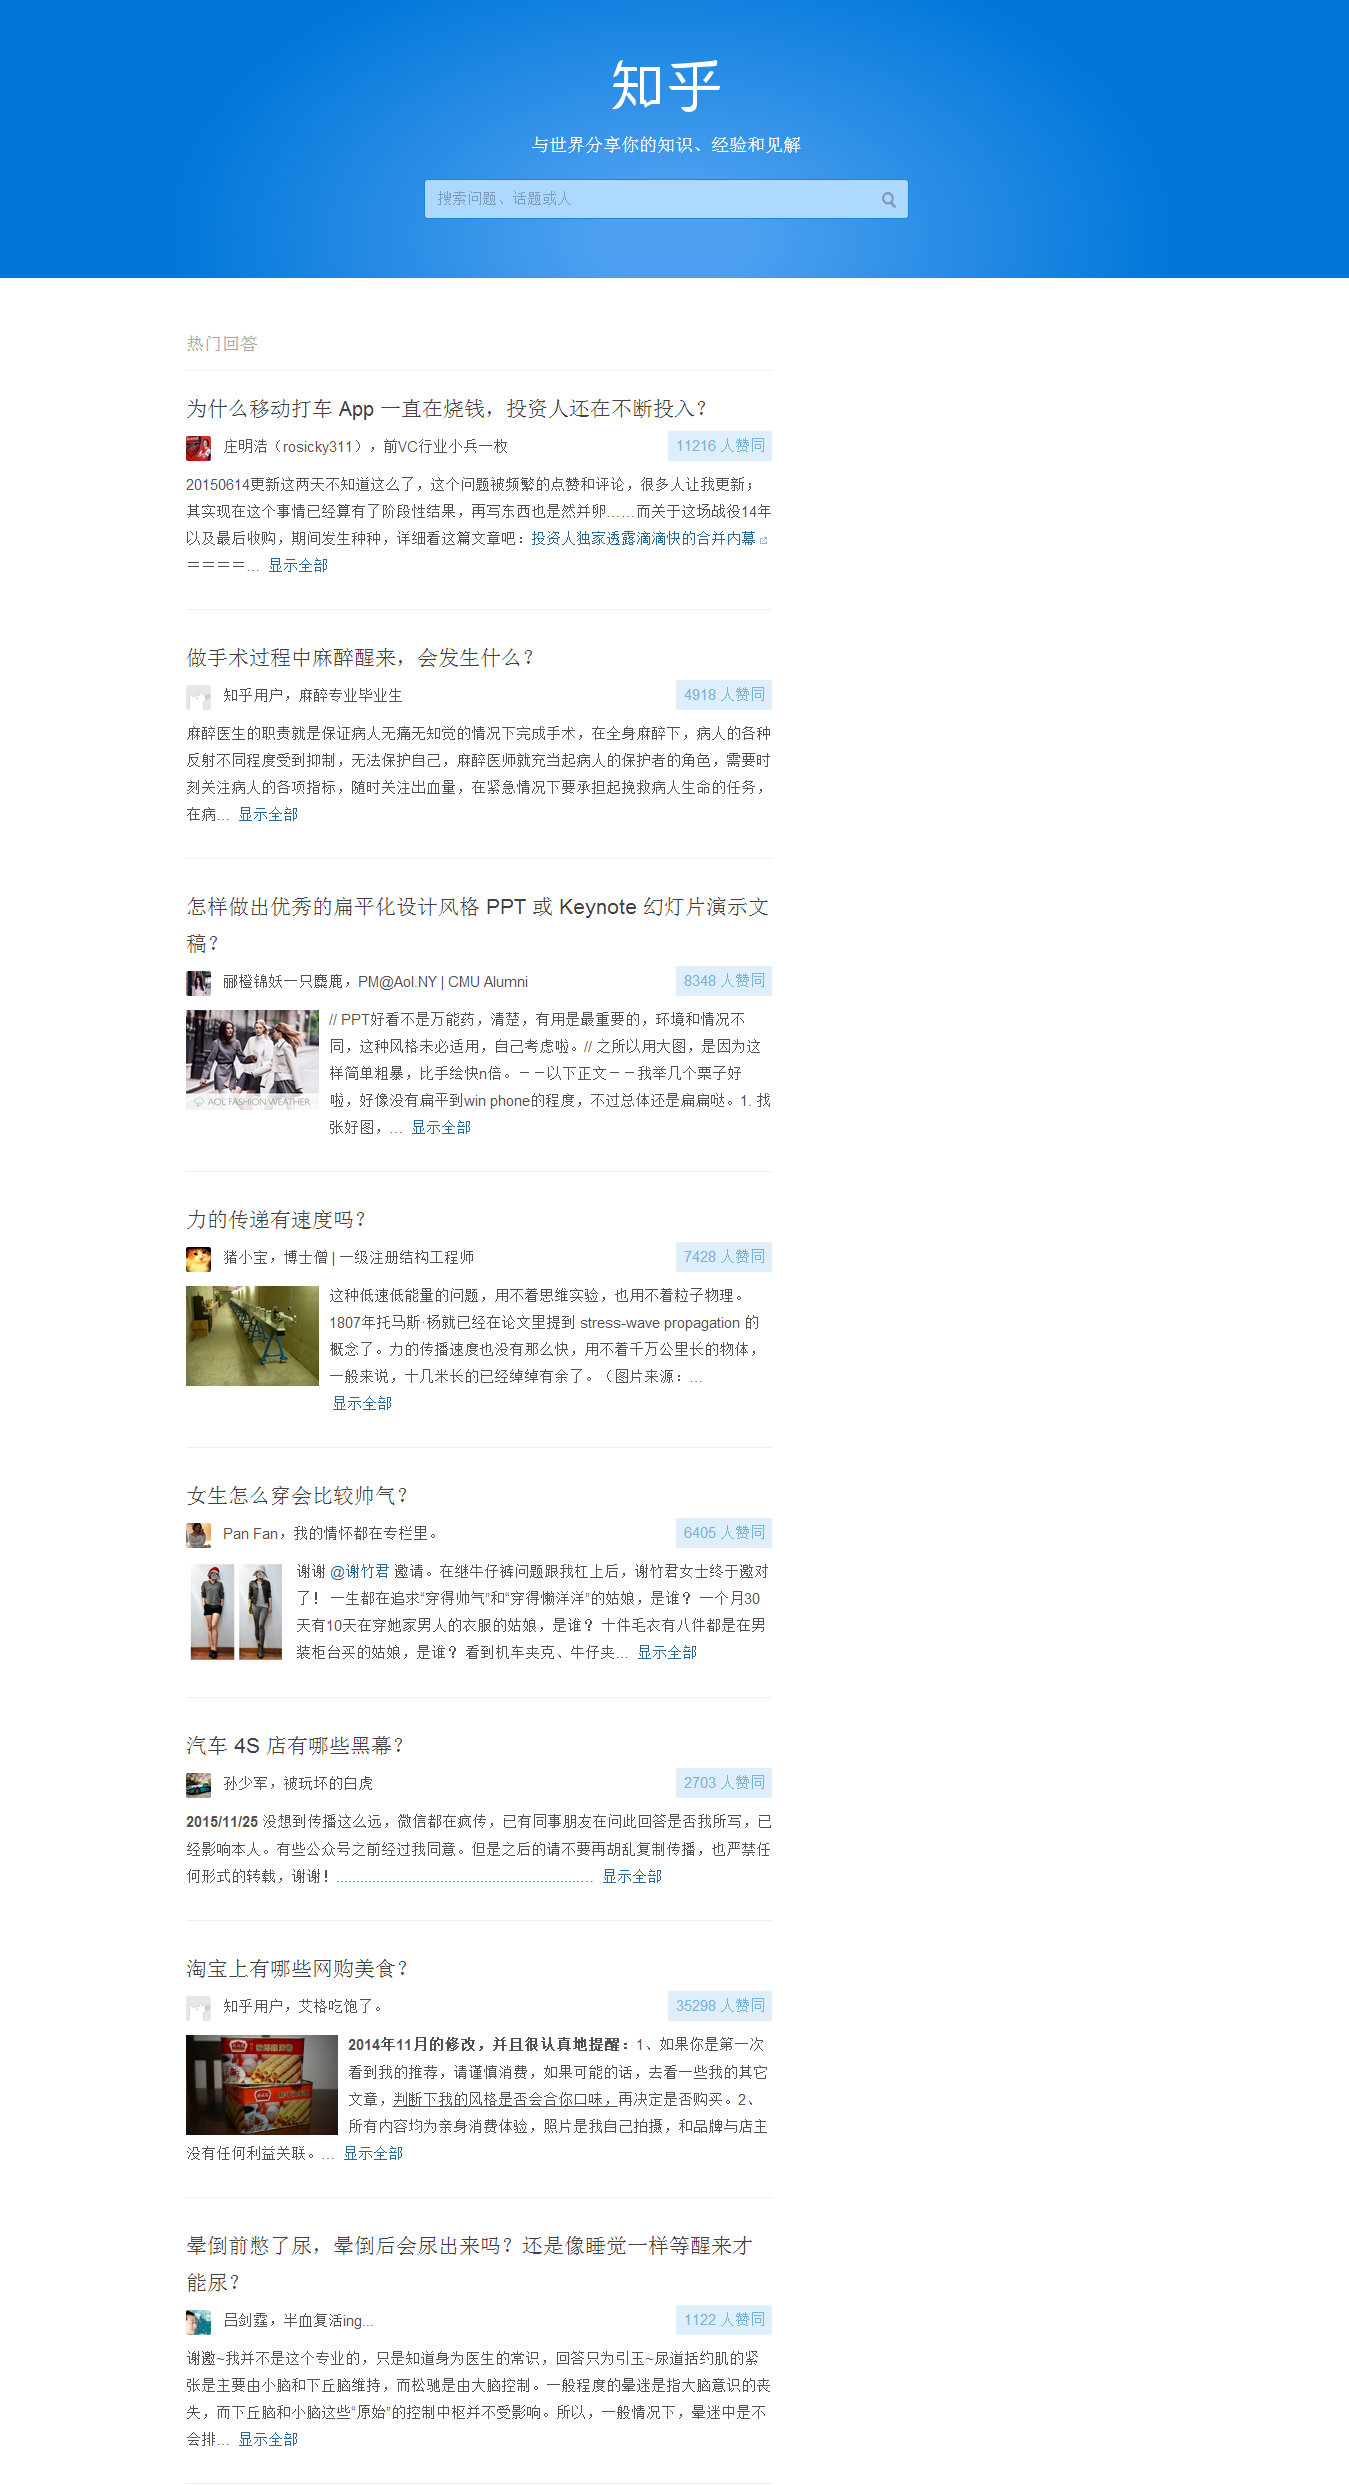 知乎
与世界分享你的知识、经验和见解
搜索问题、话题或人
热门回答
为什么移动打车 App 一直在烧钱，投资人还在不断投入？
庄明浩（rosicky311），前VC行业小兵一枚
11216 人赞同
20150614更新这两天不知道这么了，这个问题被频繁的点赞和评论，很多人让我更新；
其实现在这个事情已经算有了阶段性结果，再写东西也是然并卵……而关于这场战役14年
以及最后收购，期间发生种种，详细看这篇文章吧：投资人独家透露滴滴快的合并内幕
＝＝＝＝… 显示全部
做手术过程中麻醉醒来，会发生什么？
知乎用户，麻醉专业毕业生
4918 人赞同
麻醉医生的职责就是保证病人无痛无知觉的情况下完成手术，在全身麻醉下，病人的各种
反射不同程度受到抑制，无法保护自己，麻醉医师就充当起病人的保护者的角色，需要时
刻关注病人的各项指标，随时关注出血量，在紧急情况下要承担起挽救病人生命的任务，
在病… 显示全部
怎样做出优秀的扁平化设计风格 PPT 或 Keynote 幻灯片演示文
稿？
郦橙锦妖一只麋鹿，PM@Aol.NY | CMU Alumni
8348 人赞同
AOL FASHION WEATHER
// PPT好看不是万能药，清楚，有用是最重要的，环境和情况不
同，这种风格未必适用，自己考虑啦。// 之所以用大图，是因为这
样简单粗暴，比手绘快n倍。－－以下正文－－我举几个栗子好
啦，好像没有扁平到win phone的程度，不过总体还是扁扁哒。1. 找
张好图，… 显示全部
力的传递有速度吗？
猪小宝，博士僧 | 一级注册结构工程师
7428 人赞同
这种低速低能量的问题，用不着思维实验，也用不着粒子物理。
1807年托马斯·杨就已经在论文里提到 stress-wave propagation 的
概念了。力的传播速度也没有那么快，用不着千万公里长的物体，
一般来说，十几米长的已经绰绰有余了。（图片来源：…
显示全部
女生怎么穿会比较帅气？
Pan Fan，我的情怀都在专栏里。
6405 人赞同
谢谢 @谢竹君 邀请。在继牛仔裤问题跟我杠上后，谢竹君女士终于邀对
了！ 一生都在追求“穿得帅气”和“穿得懒洋洋”的姑娘，是谁？ 一个月30
天有10天在穿她家男人的衣服的姑娘，是谁？ 十件毛衣有八件都是在男
装柜台买的姑娘，是谁？ 看到机车夹克、牛仔夹… 显示全部
汽车 4S 店有哪些黑幕？
孙少军，被玩坏的白虎
2703 人赞同
2015/11/25 没想到传播这么远，微信都在疯传，已有同事朋友在问此回答是否我所写，已
经影响本人。有些公众号之前经过我同意。但是之后的请不要再胡乱复制传播，也严禁任
何形式的转载，谢谢！................................................................ 显示全部
淘宝上有哪些网购美食？
知乎用户，艾格吃饱了。
35298 人赞同
2014年11月的修改，并且很认真地提醒：1、如果你是第一次
看到我的推荐，请谨慎消费，如果可能的话，去看一些我的其它
文章，判断下我的风格是否会合你口味，再决定是否购买。2、
所有内容均为亲身消费体验，照片是我自己拍摄，和品牌与店主
没有任何利益关联。… 显示全部
晕倒前憋了尿，晕倒后会尿出来吗？还是像睡觉一样等醒来才
能尿？
吕剑霆，半血复活ing...
1122 人赞同
谢邀~我并不是这个专业的，只是知道身为医生的常识，回答只为引玉~尿道括约肌的紧
张是主要由小脑和下丘脑维持，而松驰是由大脑控制。一般程度的晕迷是指大脑意识的丧
失，而下丘脑和小脑这些“原始”的控制中枢并不受影响。所以，一般情况下，晕迷中是不
会排… 显示全部